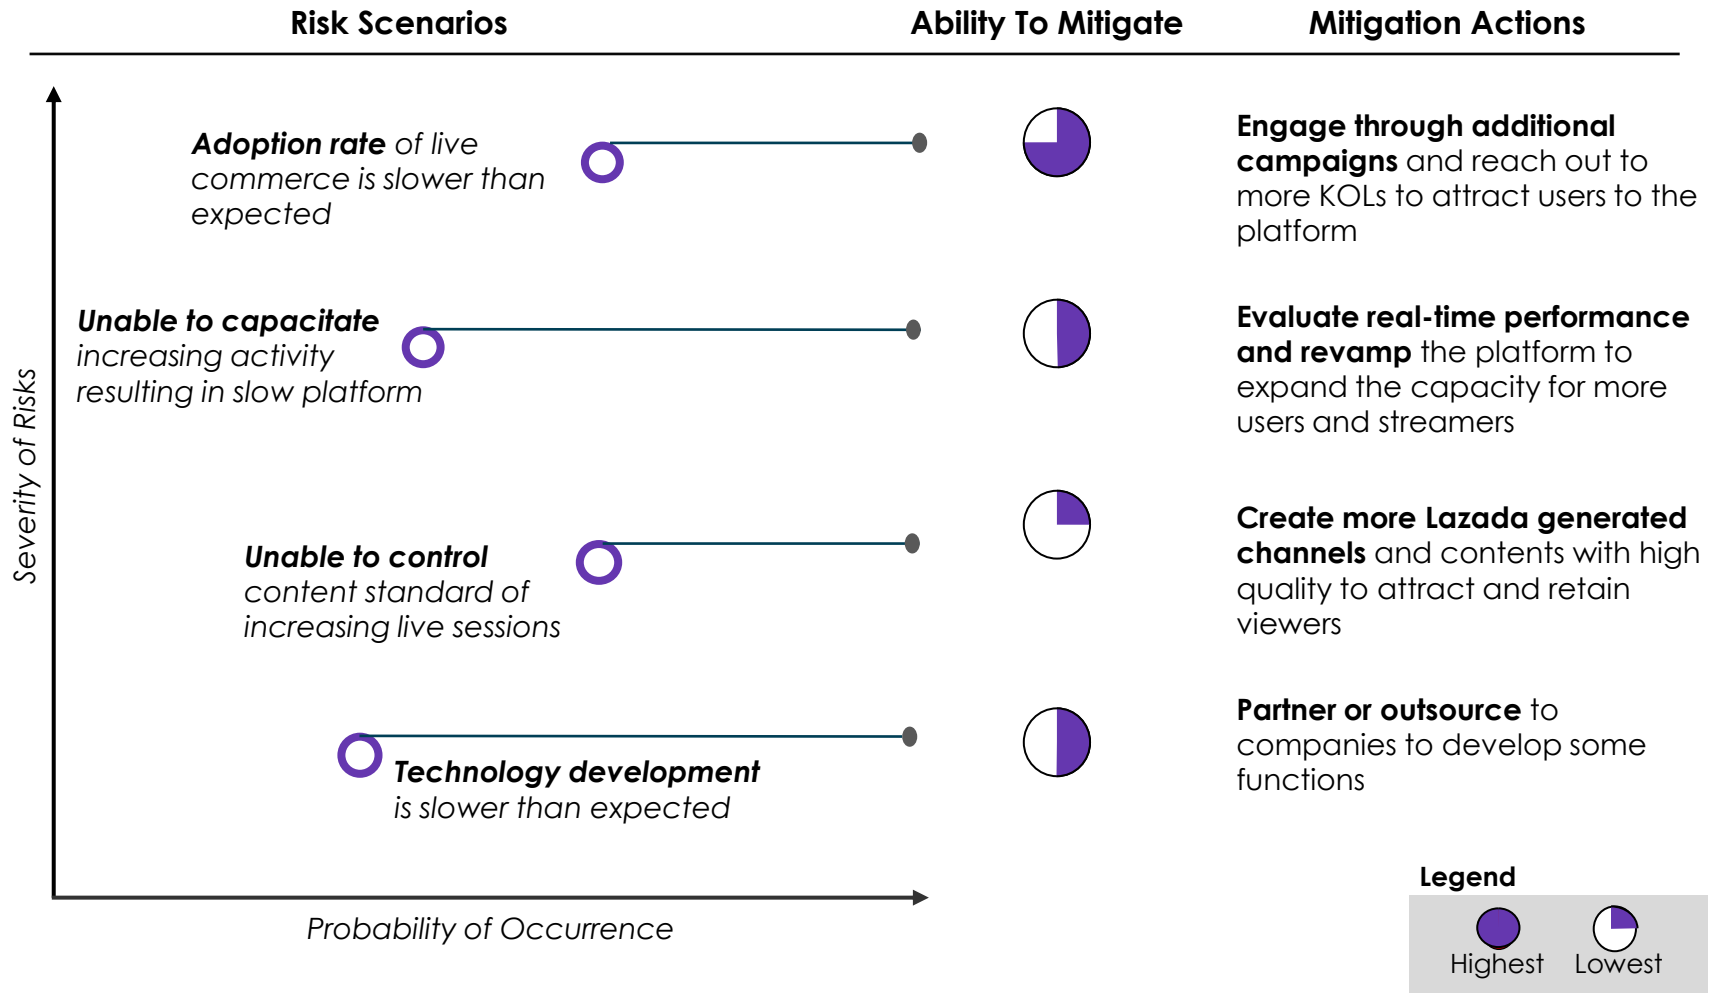 Risk Scenarios
Ability To Mitigate
Mitigation Actions
Severity of Risks
Adoption rate of live
commerce is slower than
expected
Engage through additional
campaigns and reach out to
more KOLs to attract users to the
platform
Unable to capacitate
increasing activity
resulting in slow platform
Evaluate real-time performance
and revamp the platform to
expand the capacity for more
users and streamers
Unable to control
content standard of
increasing live sessions
Create more Lazada generated
channels and contents with high
quality to attract and retain
viewers
Technology development
is slower than expected
Partner or outsource to
companies to develop some
functions
Probability of Occurrence
Legend
Highest
Lowest